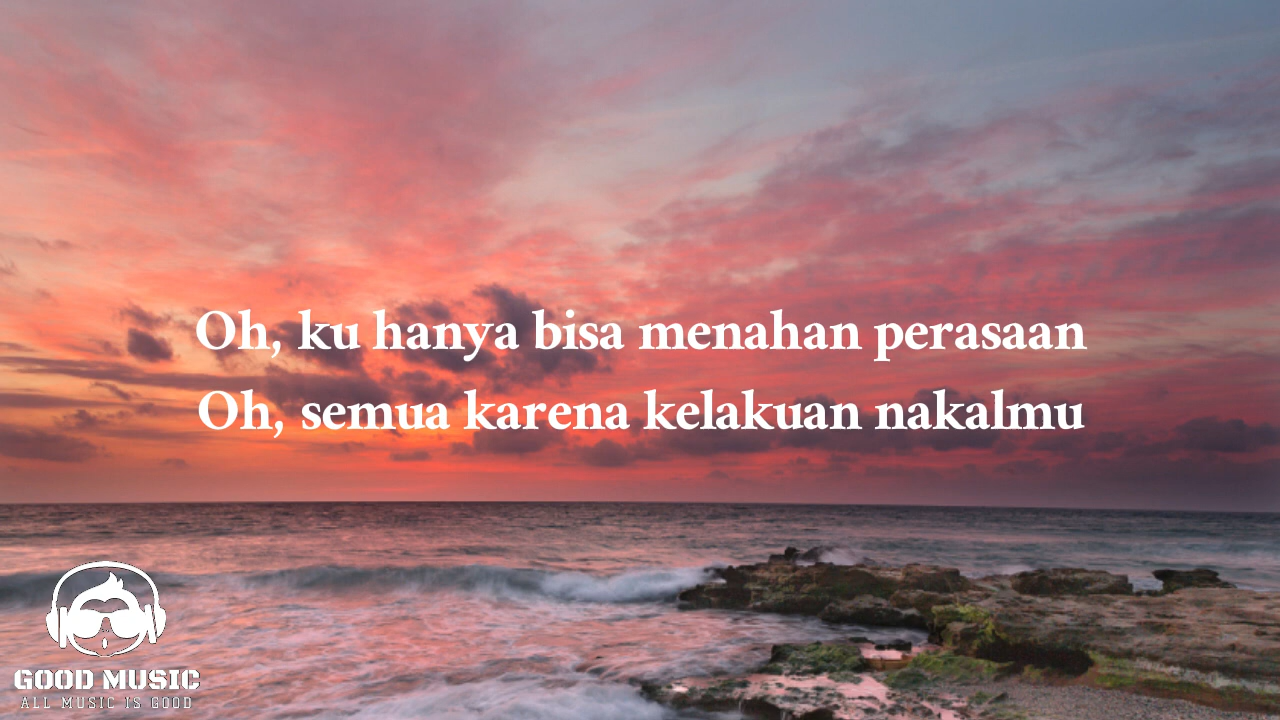 Oh, ku hanya bisa menahan perasaan
Oh, semua karena kelakuan nakalmu
GOOD MUSIC
ALL MUSIC IS GOOD